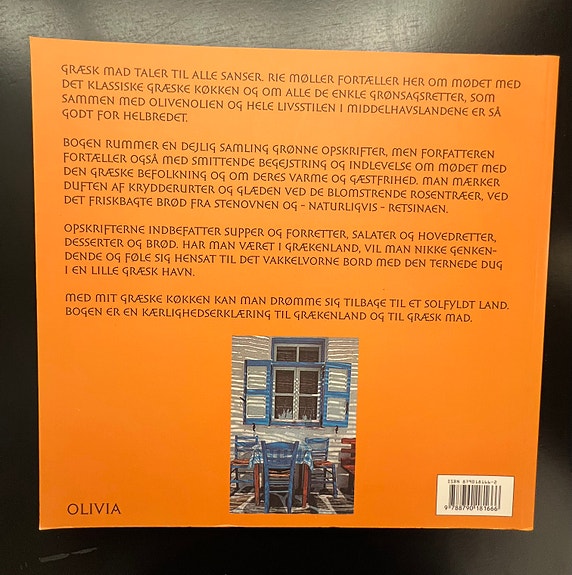 GRÆSK MAD TALER TIL ALLE SANSER. RIE MØLLER FORTÆLLER HER OM MØDET MED
DET KLASSISKE GRÆSKE KØKKEN OG OM ALLE DE ENKLE GRØNSAGSRETTER, SOM
SAMMEN MED OLIVENOLIEN OG HELE LIVSSTILEN I MIDDELHAVSLANDENE ER SÅ
GODT FOR HELBREDET.
BOGEN RUMMER EN DEJLIG SAMLING GRØNNE OPSKRIFTER, MEN FORFATTEREN
FORTÆLLER OGSÅ MED SMITTENDE BEGEJSTRING OG INDLEVELSE OM MØDET MED
DEN GRÆSKE BEFOLKNING OG OM DERES VARME OG GÆSTFRIHED. MAN MÆRKER
DUFTEN AF KRYDDERURTER OG GLÆDEN VED DE BLOMSTRENDE ROSENTRÆER, VED
DET FRISKBAGTE BRØD FRA STENOVNEN OG - NATURLIGVIS - RETSINAEN.
OPSKRIFTERNE INDBEFATTER SUPPER OG FORRETTER, SALATER OG HOVEDRETTER,
DESSERTER OG BRØD. HAR MAN VÆRET I GRÆKENLAND, VIL MAN NIKKE GENKEN-
DENDE OG FØLE SIG HENSAT TIL DET VAKKELVORNE BORD MED DEN TERNEDE DUG
I EN LILLE GRÆSK HAVN.
MED MIT GRÆSKE KØKKEN KAN MAN DRØMME SIG TILBAGE TIL ET SOLFYLDT LAND.
BOGEN ER EN KÆRLIGHEDSERKLÆRING TIL GRÆKENLAND OG TIL GRÆSK MAD.
OLIVIA
ISBN 879018166-2
9 788790 181666